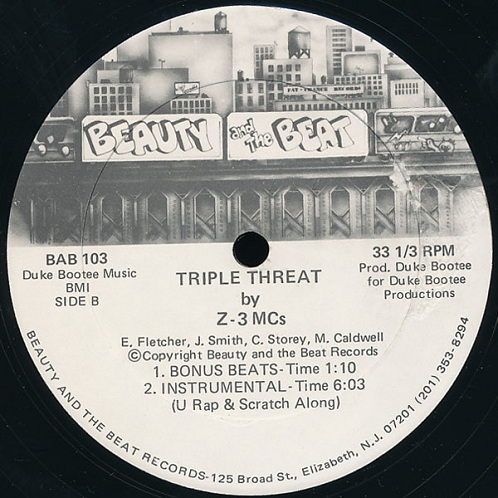 FAT-CHANCE RECORDS
BEAUTY and THE BEAT
BAB 103
Duke Bootee Music
BMI
SIDE B
33 1/3 RPM
Prod. Duke Bootee
for Duke Bootee
Productions
TRIPLE THREAT
by
Z-3 MCs
E. Fletcher, J. Smith, C. Storey, M. Caldwell
©Copyright Beauty and the Beat Records
1. BONUS BEATS-Time 1:10
2. INSTRUMENTAL-Time 6:03
(U Rap & Scratch Along)
BEAUTY AND THE BEAT RECORDS-125 Broad St., Elizabeth, N.J. 07201 (201) 353-8294